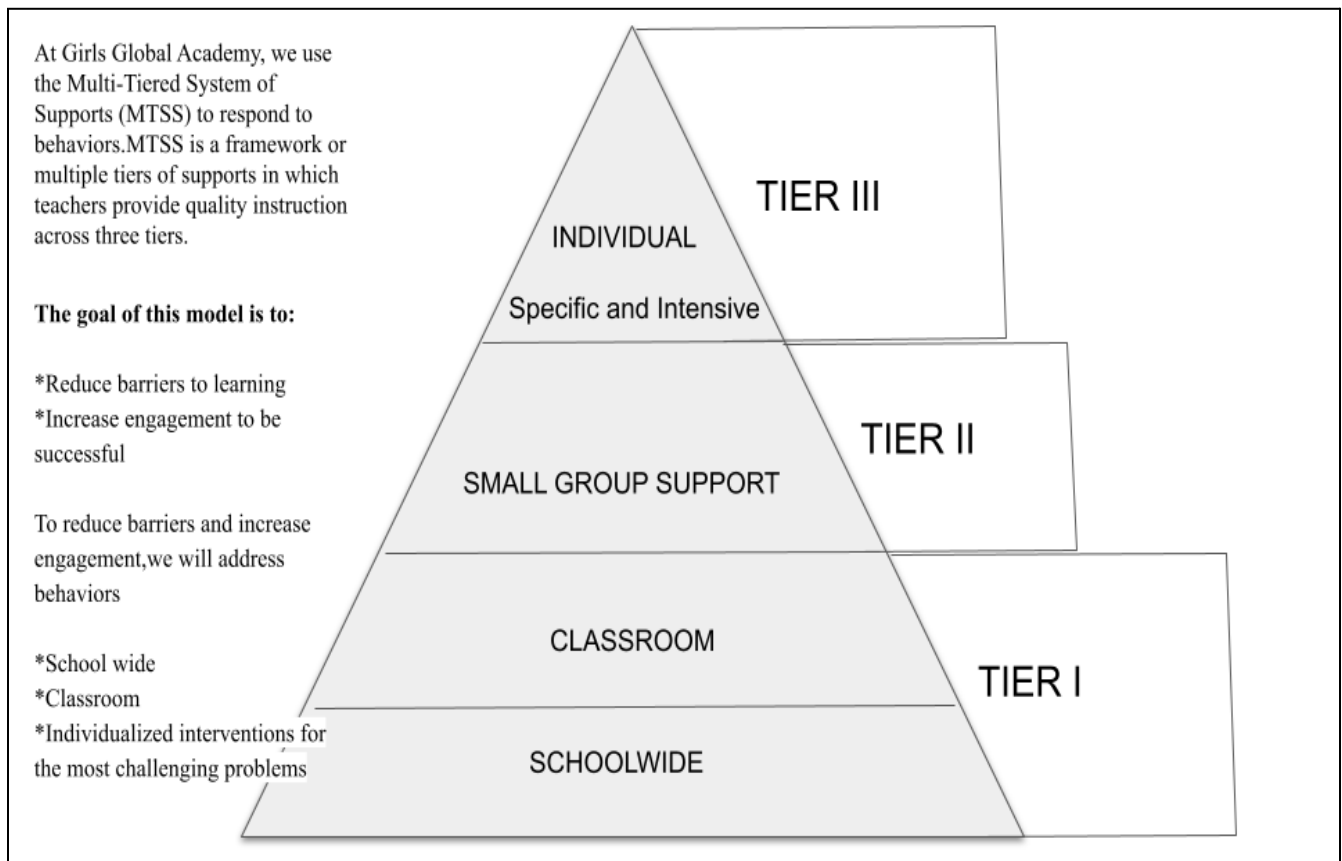 At Girls Global Academy, we use
the Multi-Tiered System of
Supports (MTSS) to respond to
behaviors.MTSS is a framework or
multiple tiers of supports in which
teachers provide quality instruction
across three tiers.
The goal of this model is to:
*Reduce barriers to learning
*Increase engagement to be
successful
To reduce barriers and increase
engagement,we will address
behaviors
*School wide
*Classroom
*Individualized interventions for
the most challenging problems
TIER III
INDIVIDUAL
Specific and Intensive
TIER II
SMALL GROUP SUPPORT
CLASSROOM
TIER I
SCHOOLWIDE